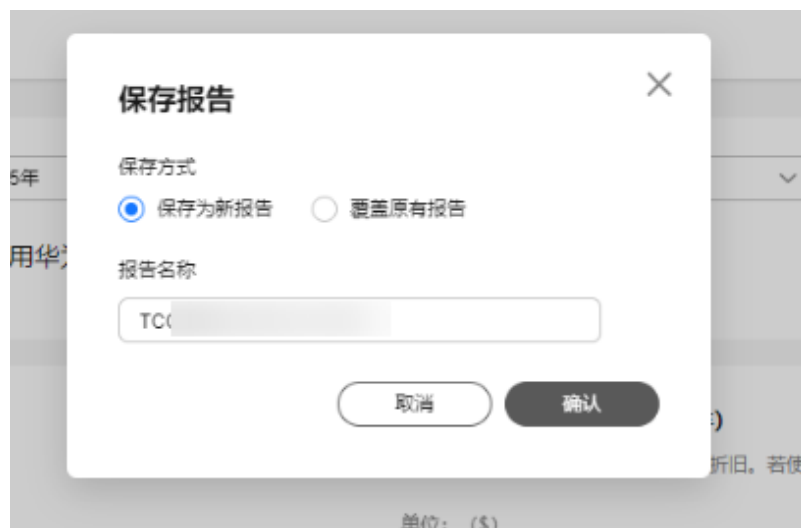 保存报告
保存方式
5年
保存为新报告 覆盖原有报告
用华
报告名称
TC
取消 确认
)
折旧。若使
单位： ($)